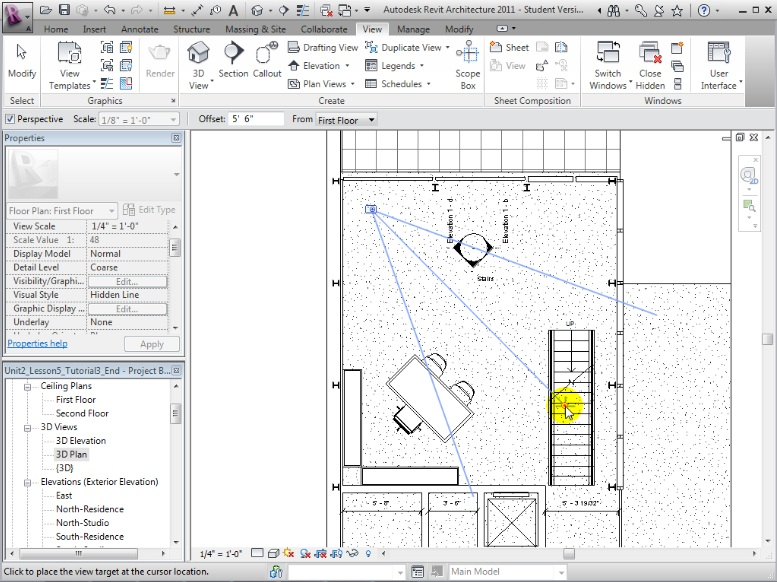 Autodesk Revit Architecture 2011 - Student Versi...
Home Insert Annotate Structure Massing & Site Collaborate View Manage Modify
Modify
View Templates
Render
3D View
Section
Callout
Drafting View
Elevation
Plan Views
Duplicate View
Legends
Schedules
Scope Box
Sheet
View
Switch Windows
Close Hidden
User Interface
Select Graphics Create Sheet Composition Windows
Perspective Scale: 1/8" = 1'-0" Offset: 5' 6" From First Floor
Properties
Floor Plan: First Floor Edit Type
View Scale 1/4" = 1'-0"
Scale Value 1: 48
Display Model Normal
Detail Level Coarse
Visibility/Graphi... Edit...
Visual Style Hidden Line
Graphic Display ... Edit...
Underlay None
Properties help Apply
Unit2_Lesson5_Tutorial3_End - Project B...
Ceiling Plans
First Floor
Second Floor
3D Views
3D Elevation
3D Plan
{3D}
Elevations (Exterior Elevation)
East
North-Residence
North-Studio
South-Residence
2D
Elevation 1 - d
Elevation 1 - b
Stairs
UP
5' - 8"
3' - 6"
1/4" = 1'-0"
Click to place the view target at the cursor location.
Main Model